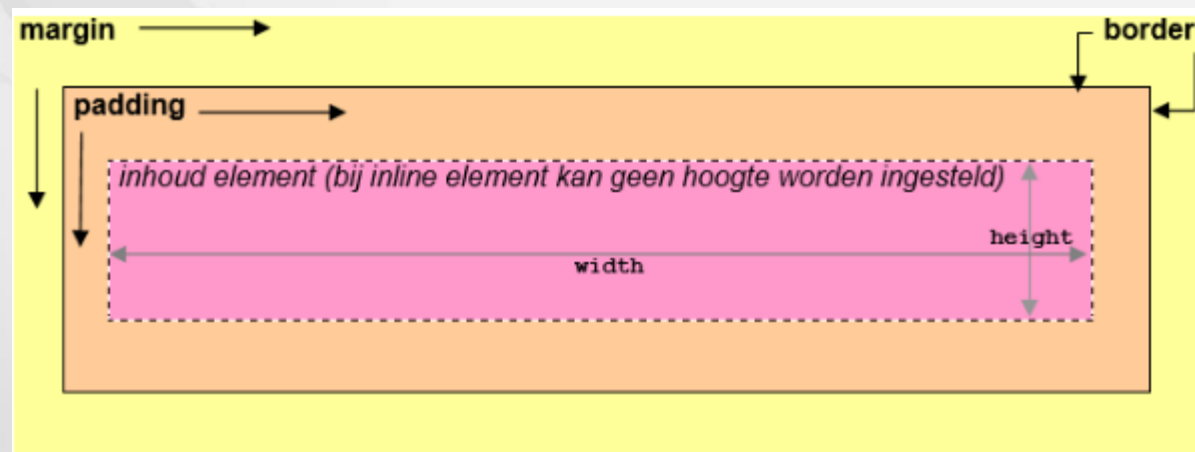 margin
border
padding
inhoud element (bij inline element kan geen hoogte worden ingesteld)
height
width